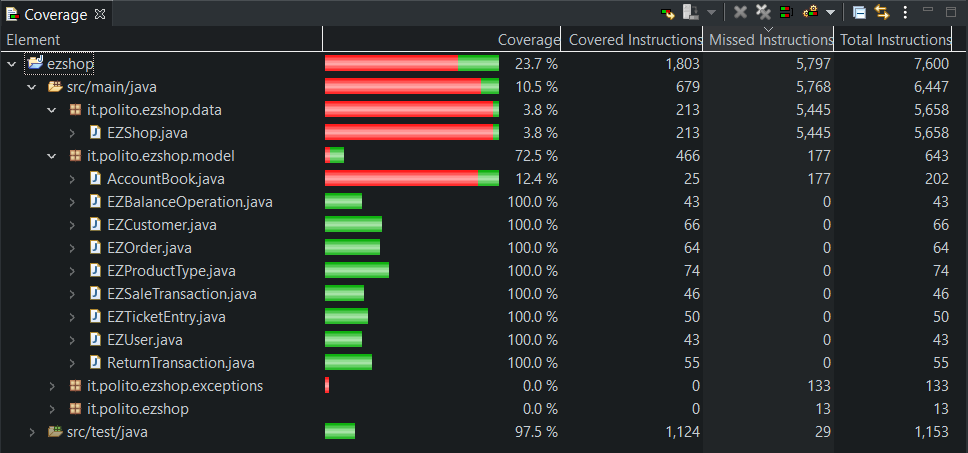 Coverage
Element Coverage Covered Instructions Missed Instructions Total Instructions
ezshop 23.7 % 1,803 5,797 7,600
src/main/java 10.5 % 679 5,768 6,447
it.polito.ezshop.data 3.8 % 213 5,445 5,658
EZShop.java 3.8 % 213 5,445 5,658
it.polito.ezshop.model 72.5 % 466 177 643
AccountBook.java 12.4 % 25 177 202
EZBalanceOperation.java 100.0 % 43 0 43
EZCustomer.java 100.0 % 66 0 66
EZOrder.java 100.0 % 64 0 64
EZProductType.java 100.0 % 74 0 74
EZSaleTransaction.java 100.0 % 46 0 46
EZTicketEntry.java 100.0 % 50 0 50
EZUser.java 100.0 % 43 0 43
ReturnTransaction.java 100.0 % 55 0 55
it.polito.ezshop.exceptions 0.0 % 0 133 133
it.polito.ezshop 0.0 % 0 13 13
src/test/java 97.5 % 1,124 29 1,153